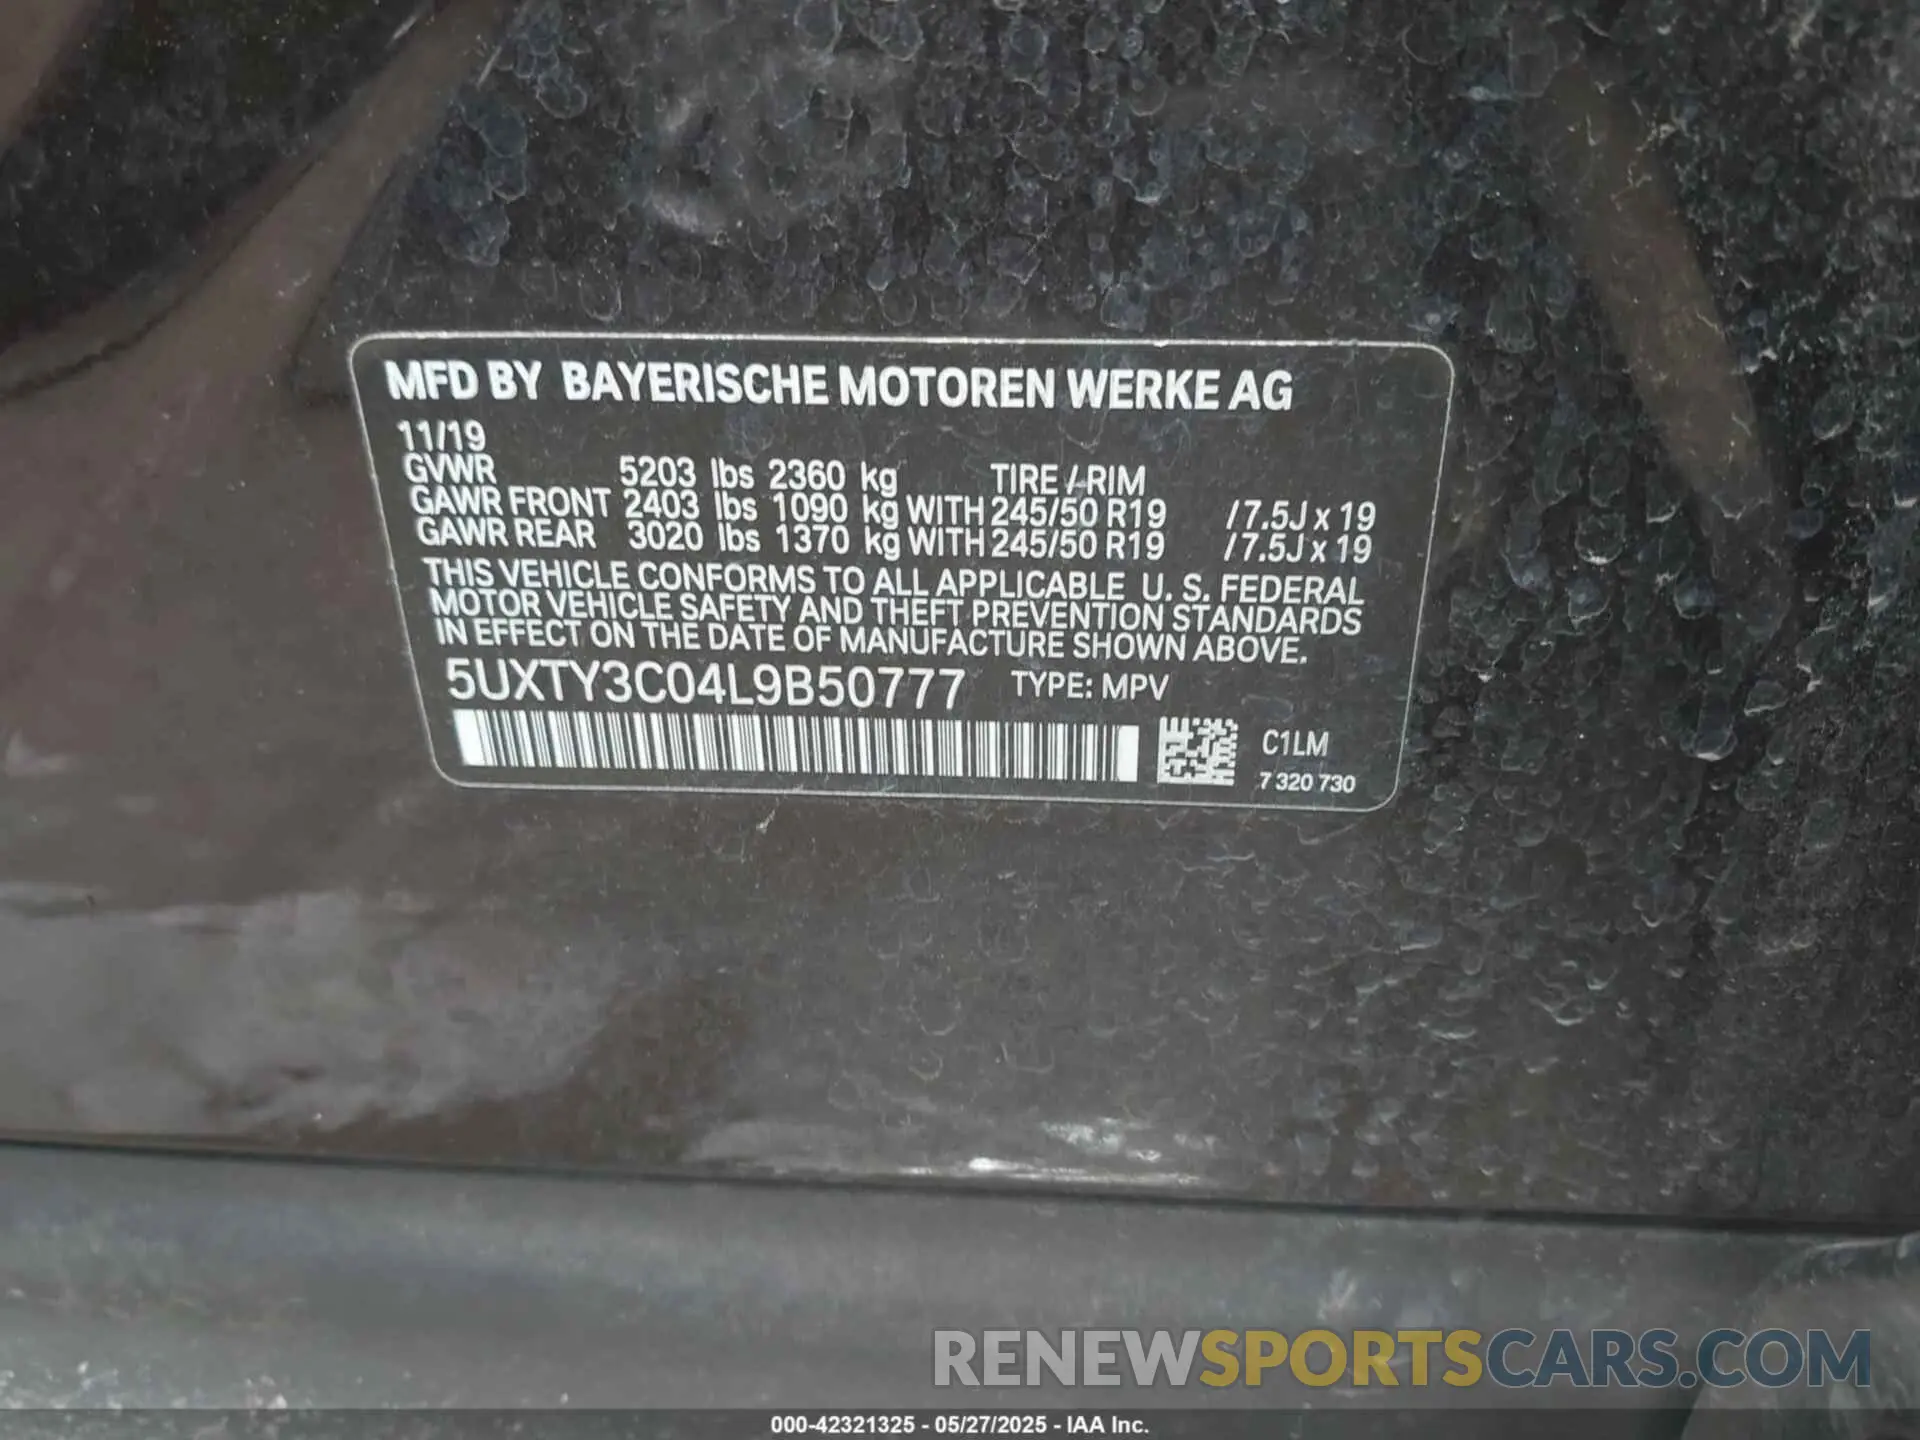 MFD BY BAYERISCHE MOTOREN WERKE AG
11/19
GVWR 5203 lbs 2360 kg TIRE / RIM
GAWR FRONT 2403 lbs 1090 kg WITH 245/50 R19 /7.5J x 19
GAWR REAR 3020 lbs 1370 kg WITH 245/50 R19 /7.5J x 19
THIS VEHICLE CONFORMS TO ALL APPLICABLE U. S. FEDERAL
MOTOR VEHICLE SAFETY AND THEFT PREVENTION STANDARDS
IN EFFECT ON THE DATE OF MANUFACTURE SHOWN ABOVE.
5UXTY3C04L9B50777 TYPE: MPV
C1LM
7 320 730
RENEWSPORTSCARS.COM
000-42321325 - 05/27/2025 - IAA Inc.